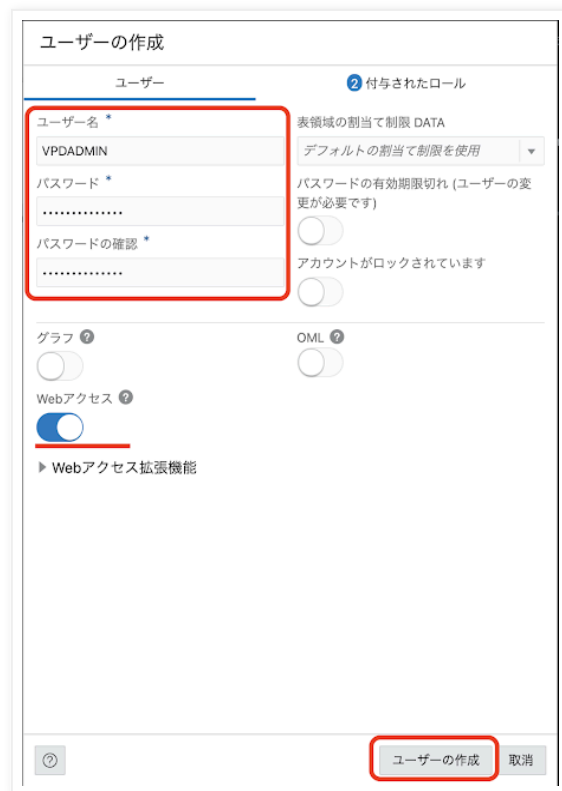 ユーザーの作成
ユーザー
2 付与されたロール
ユーザー名 *
VPDADMIN
パスワード *
••••••••••••••
パスワードの確認 *
••••••••••••••
表領域の割当て制限 DATA
デフォルトの割当て制限を使用
パスワードの有効期限切れ (ユーザーの変
更が必要です)
アカウントがロックされています
グラフ ?
OML ?
Webアクセス ?
Webアクセス拡張機能
?
ユーザーの作成
取消